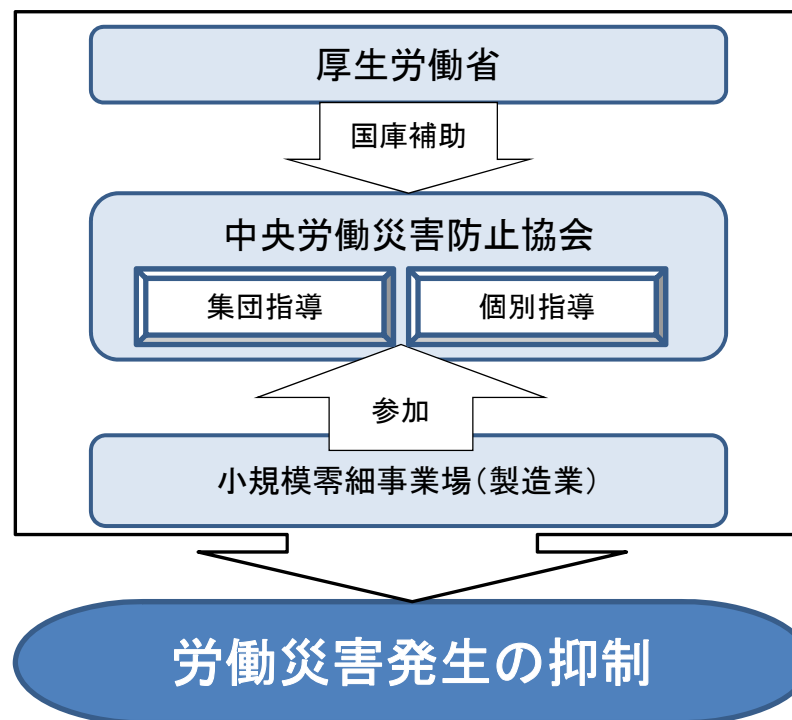 厚生労働省
国庫補助
中央労働災害防止協会
集団指導
個別指導
参加
小規模零細事業場（製造業）
労働災害発生の抑制